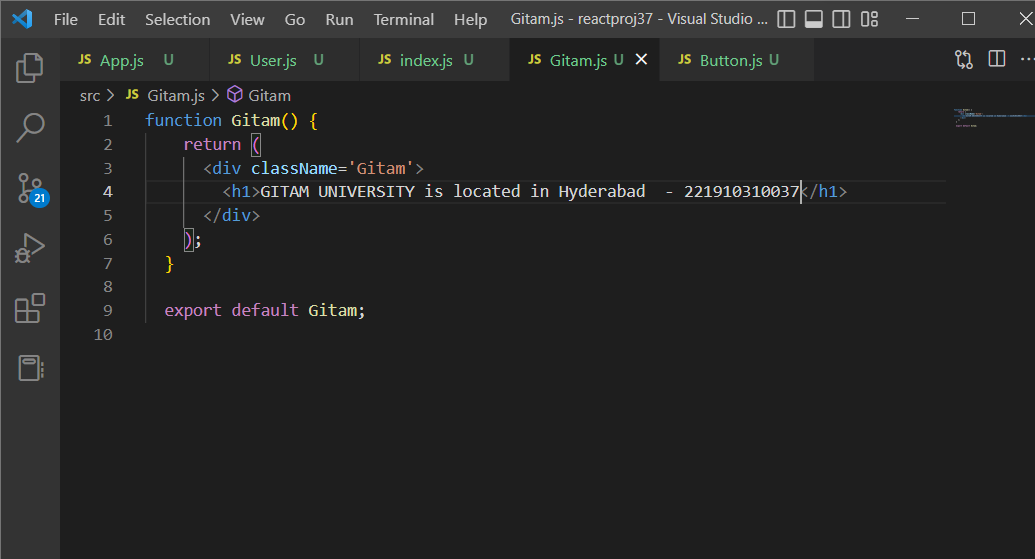 File Edit Selection View Go Run Terminal Help Gitam.js - reactproj37 - Visual Studio ...
JS App.js U JS User.js U JS index.js U JS Gitam.js U JS Button.js U
src > JS Gitam.js > Gitam
1 function Gitam() {
2 return (
3 <div className='Gitam'>
4 <h1>GITAM UNIVERSITY is located in Hyderabad  - 221910310037</h1>
5 </div>
6 );
7 }
8
9 export default Gitam;
10
21